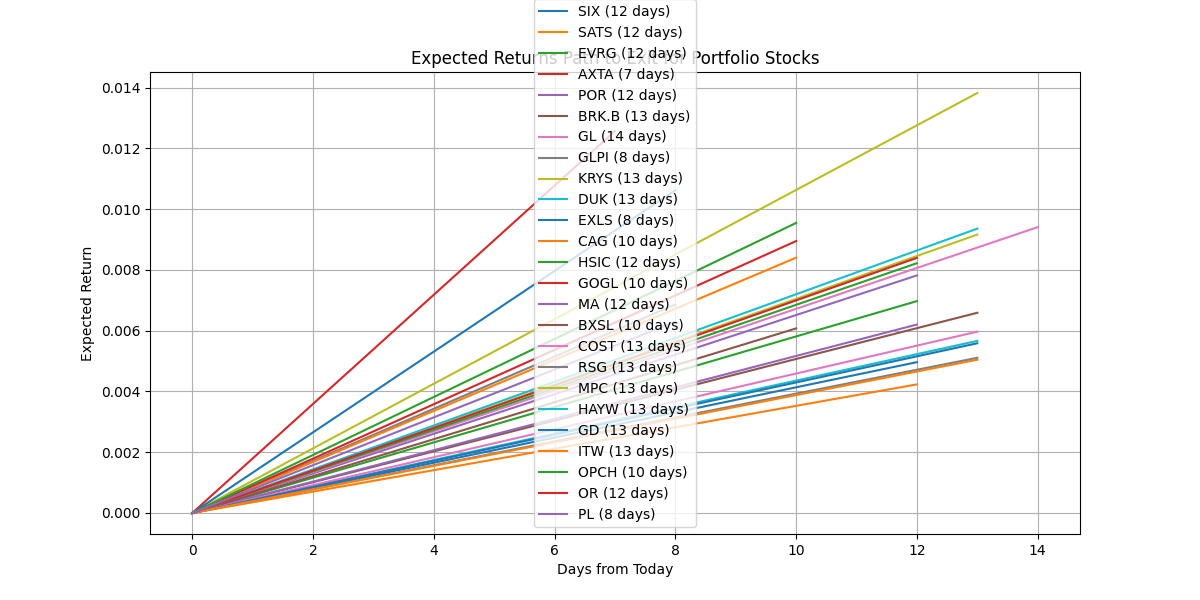 Expected Returns Path to Exit for Portfolio Stocks
SIX (12 days)
SATS (12 days)
EVRG (12 days)
AXTA (7 days)
POR (12 days)
BRK.B (13 days)
GL (14 days)
GLPI (8 days)
KRYS (13 days)
DUK (13 days)
EXLS (8 days)
CAG (10 days)
HSIC (12 days)
GOGL (10 days)
MA (12 days)
BXSL (10 days)
COST (13 days)
RSG (13 days)
MPC (13 days)
HAYW (13 days)
GD (13 days)
ITW (13 days)
OPCH (10 days)
OR (12 days)
PL (8 days)
Expected Return
0.014
0.012
0.010
0.008
0.006
0.004
0.002
0.000
0 2 4 6 8 10 12 14
Days from Today